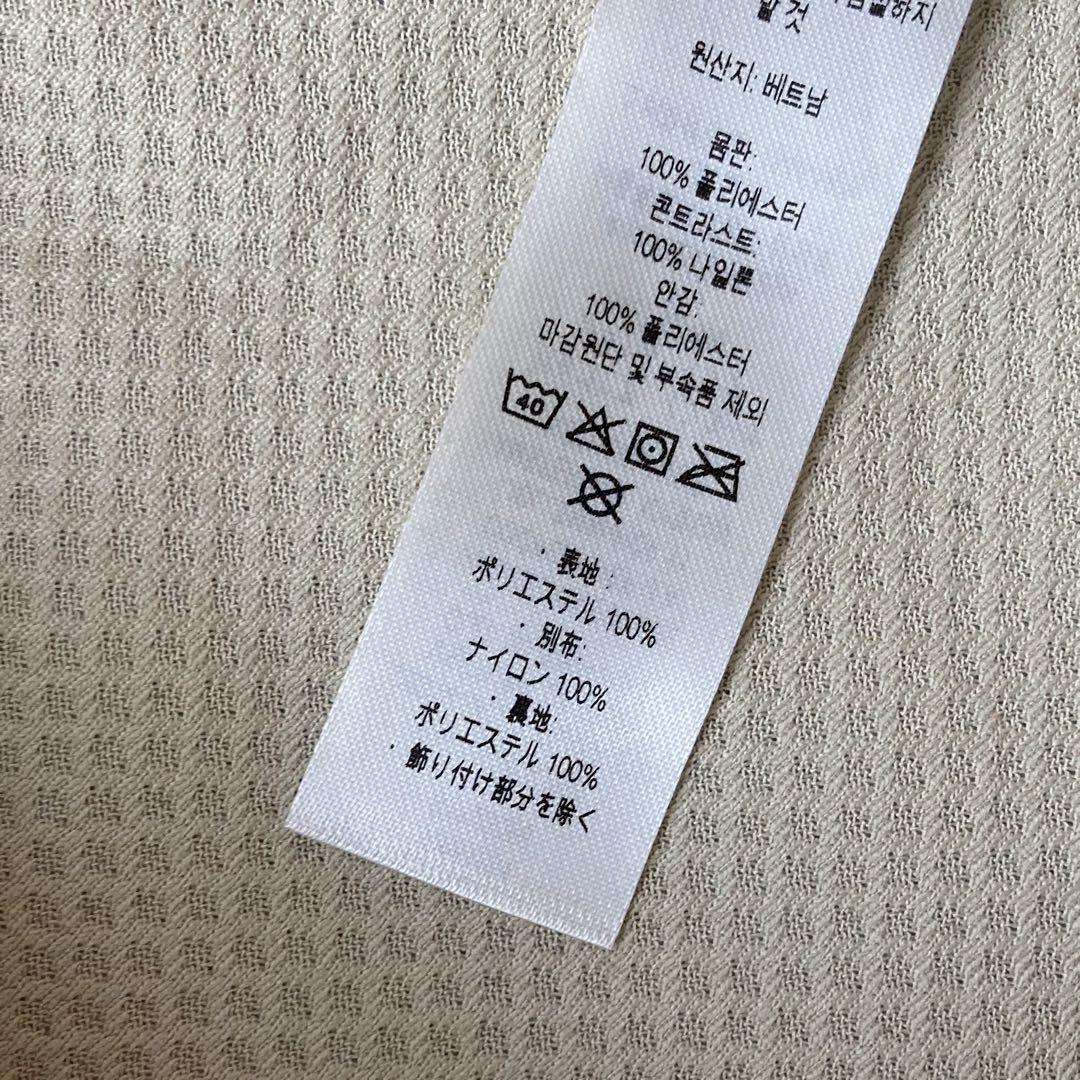 말 것
원산지: 베트남
몸판:
100% 폴리에스터
콘트라스트:
100% 나일론
안감:
100% 폴리에스터
마감원단 및 부속품 제외
40
· 表地 :
ポリエステル 100%
· 別布:
ナイロン 100%
· 裏地:
ポリエステル 100%
· 飾り付け部分を除く